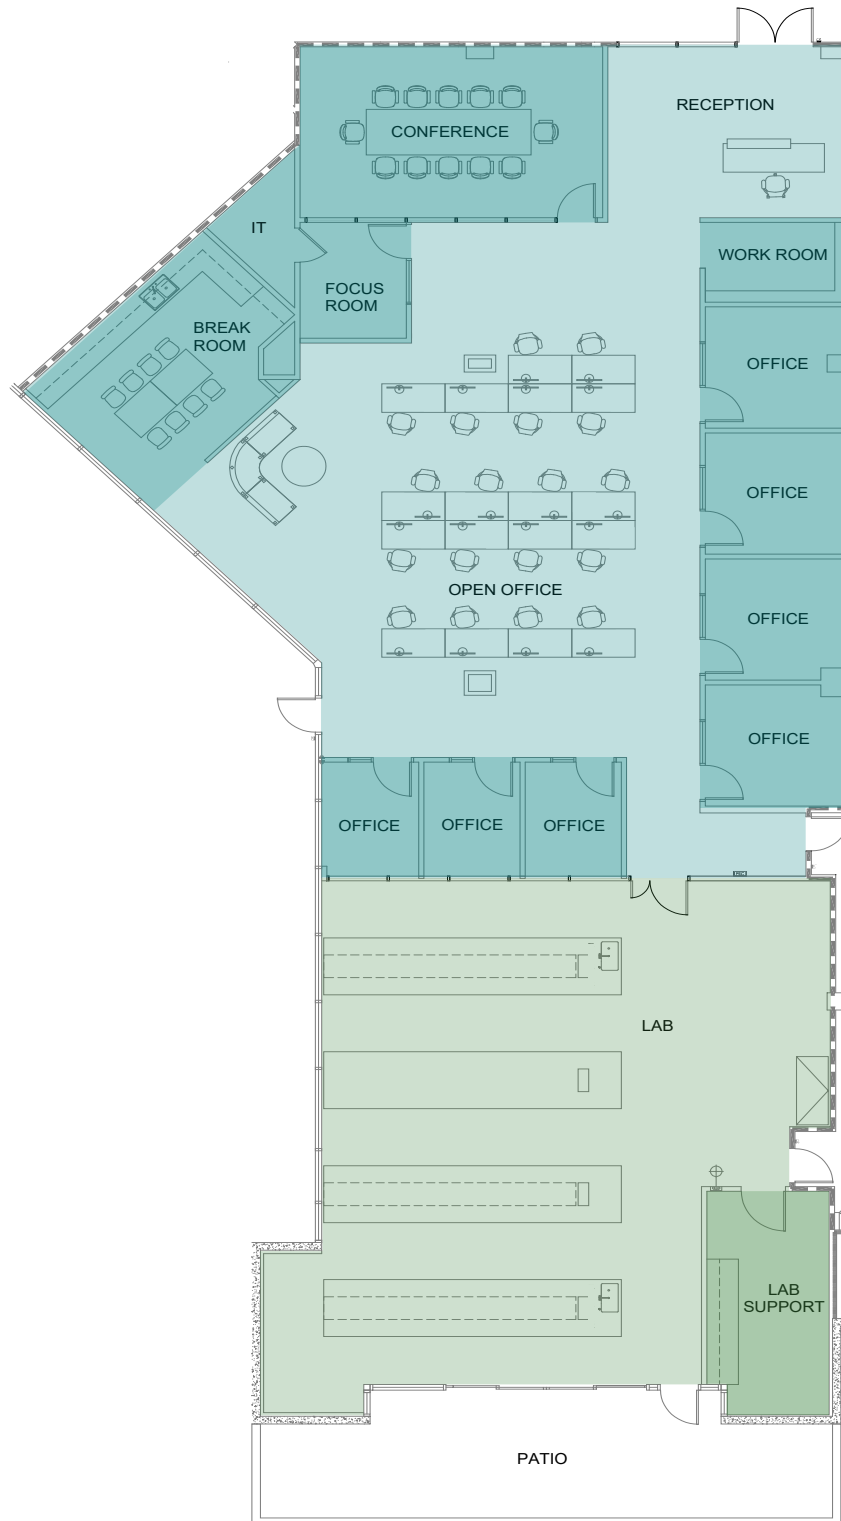 RECEPTION
CONFERENCE
IT
WORK ROOM
FOCUS
ROOM
BREAK
ROOM
OFFICE
OFFICE
OPEN OFFICE
OFFICE
OFFICE
OFFICE
OFFICE
OFFICE
LAB
LAB
SUPPORT
PATIO